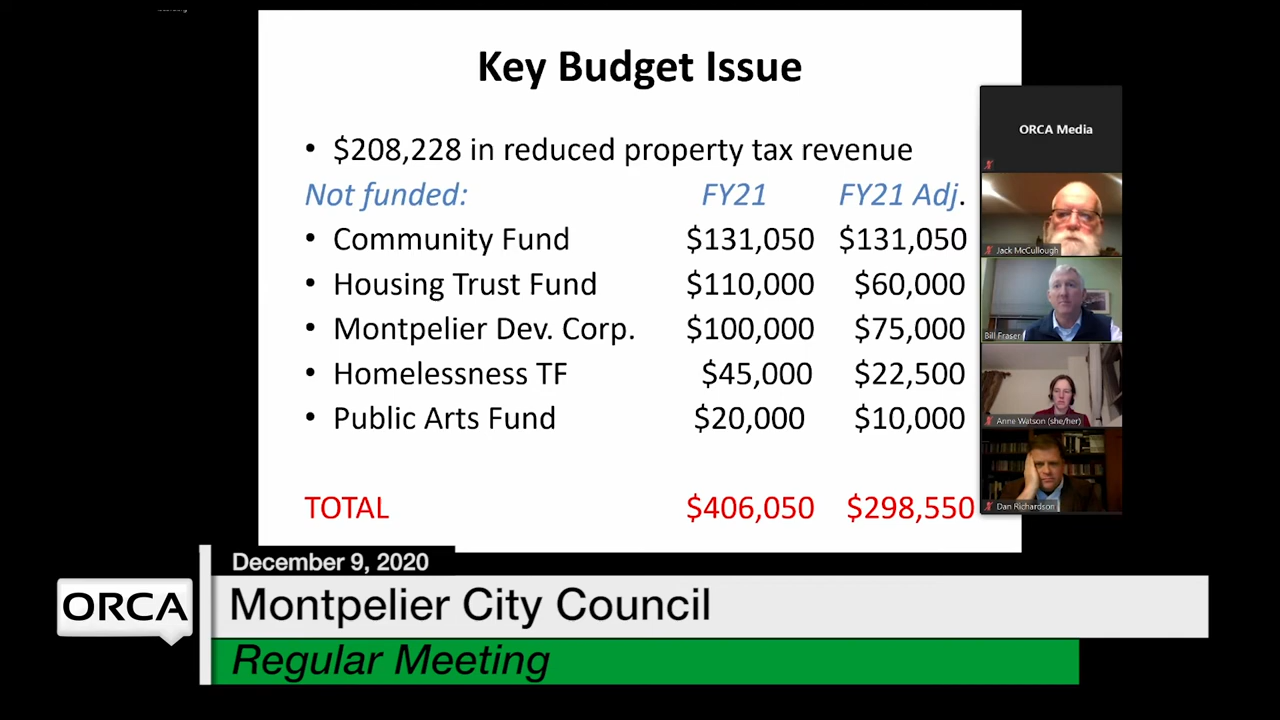 Key Budget Issue
• $208,228 in reduced property tax revenue
Not funded: FY21 FY21 Adj.
• Community Fund $131,050 $131,050
• Housing Trust Fund $110,000 $60,000
• Montpelier Dev. Corp. $100,000 $75,000
• Homelessness TF $45,000 $22,500
• Public Arts Fund $20,000 $10,000
TOTAL $406,050 $298,550
ORCA Media
Jack McCullough
Bill Fraser
Anne Watson (she/her)
Dan Richardson
December 9, 2020
ORCA
Montpelier City Council
Regular Meeting